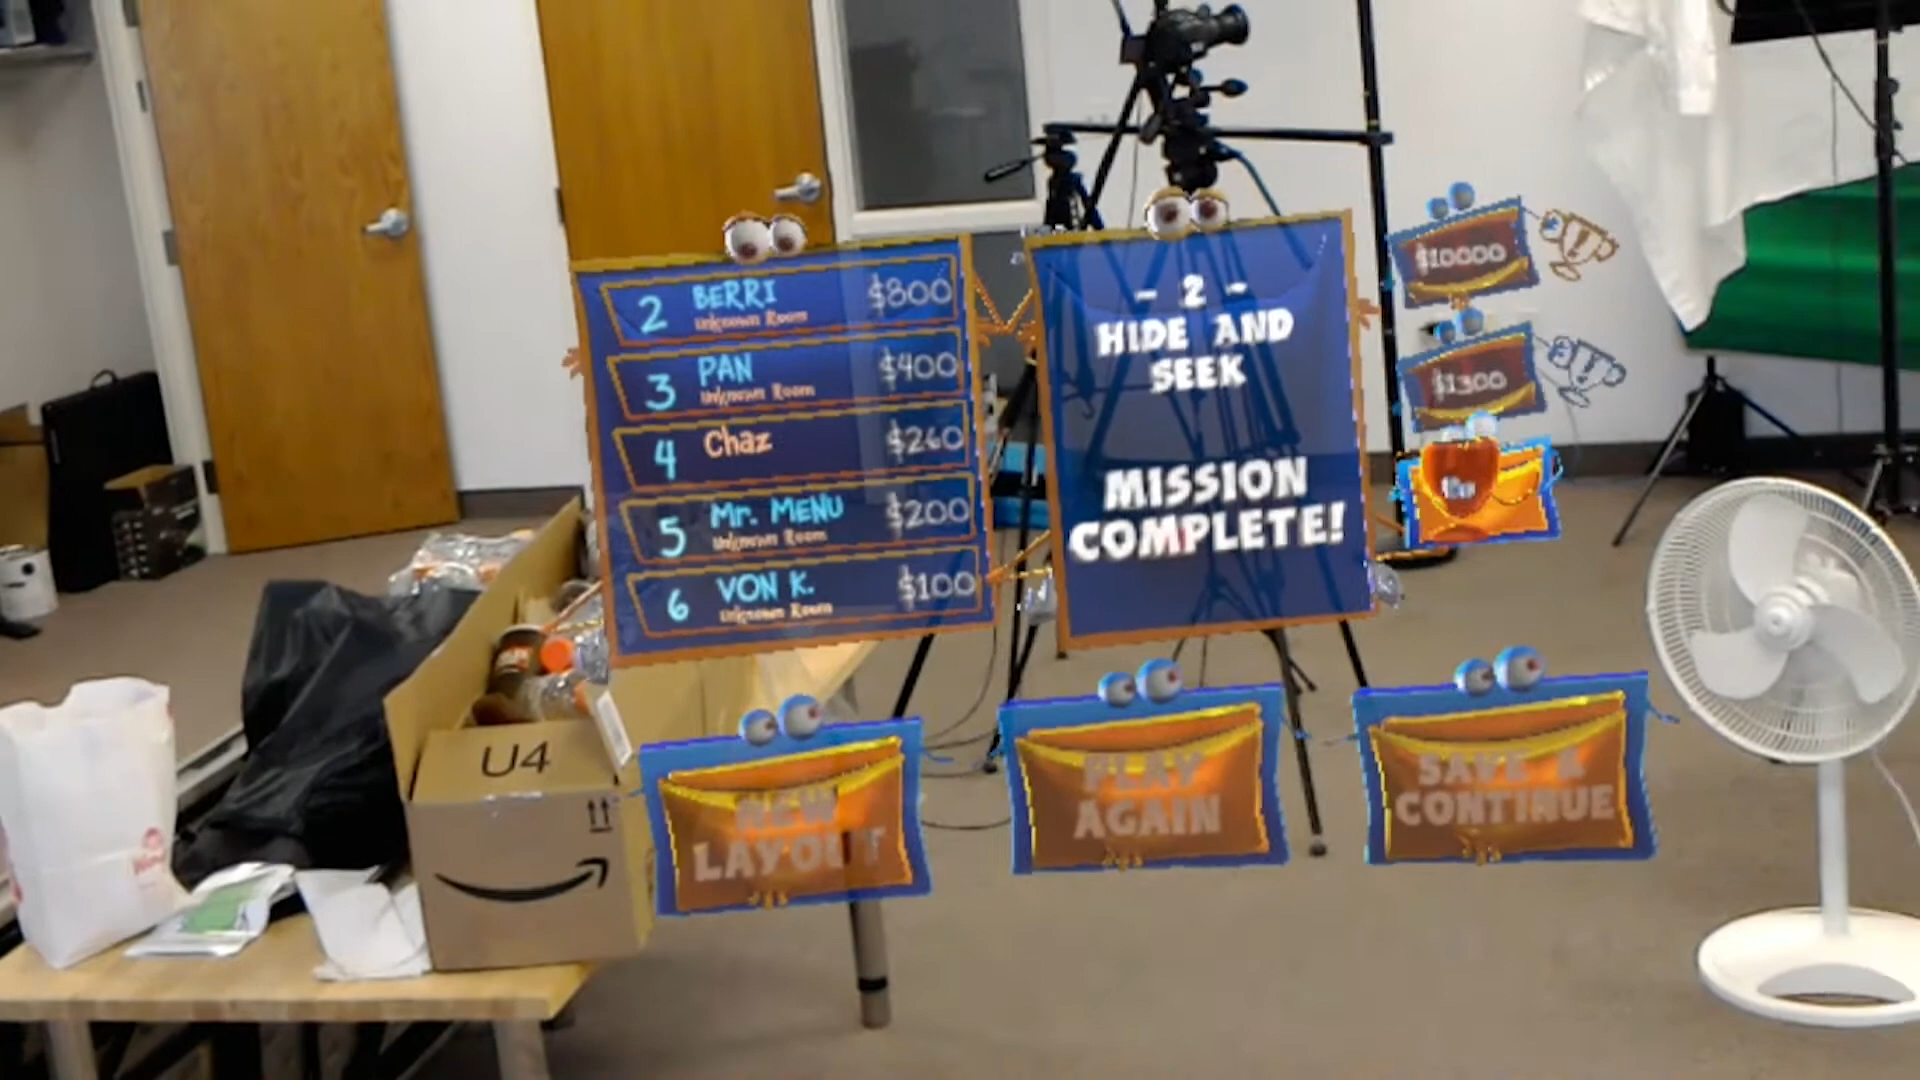 2 BERRI $800
Unknown Room
3 PAN $400
Unknown Room
4 Chaz $260
5 Mr. MENU $200
Unknown Room
6 VON K. $100
Unknown Room
- 2 -
HIDE AND
SEEK
MISSION
COMPLETE!
$10000
$1300
NEW
LAYOUT
PLAY
AGAIN
SAVE &
CONTINUE
U4